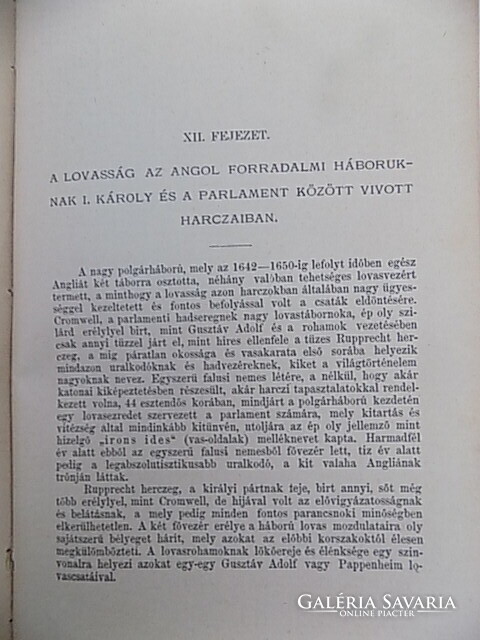 XII. FEJEZET.
A LOVASSÁG AZ ANGOL FORRADALMI HÁBORUK-
NAK I. KÁROLY ÉS A PARLAMENT KÖZÖTT VIVOTT
HARCZAIBAN.
A nagy polgárháború, mely az 1642—1650-ig lefolyt időben egész
Angliát két táborra osztotta, néhány valóban tehetséges lovasvezért
termett, a minthogy a lovasság azon harczokban általában nagy ügyes-
séggel kezeltetett és fontos befolyással volt a csaták eldöntésére.
Cromwell, a parlamenti hadseregnek nagy lovastábornoka, ép oly szi-
lárd erélylyel birt, mint Gusztáv Adolf és a rohamok vezetésében
csak annyi tüzzel járt el, mint hires ellenfele a tüzes Rupprecht her-
czeg, a mig páratlan okossága és vasakarata első sorába helyezik
mindazon uralkodóknak és hadvezéreknek, kiket a világtörténelem
nagyoknak nevez. Egyszerű falusi nemes létére, a nélkül, hogy akár
katonai kiképeztetésben részesült, akár harczi tapasztalatokkal rendel-
kezett volna, 44 esztendős korában, mindjárt a polgárháború kezdetén
egy lovasezredet szervezett a parlament számára, mely kitartás és
vitézség által mindinkább kitünvén, utoljára az ép oly jellemző mint
hizelgő „irons ides" (vas-oldalak) melléknevet kapta. Harmadfél
év alatt ebből az egyszerű falusi nemesből fővezér lett, tiz év alatt
pedig a legabszolutisztikusabb uralkodó, a kit valaha Angliának
trónján láttak.
Rupprecht herczeg, a királyi pártnak feje, birt annyi, sőt még
több erélylyel, mint Cromwell, de hijával volt az elővigyázatosságnak
és belátásnak, a mely pedig minden fontos parancsnoki minőségben
elkerülhetetlen. A két fővezér erélye a háború lovas mozdulataira oly
sajátszerű bélyeget hárit, mely azokat az előbbi korszakoktól élesen
megkülömbözteti. A lovasrohamoknak lökőereje és élénksége egy szin-
vonalra helyezi azokat egy-egy Gusztáv Adolf vagy Pappenheim lo-
vascsatáival.
GALÉRIA SAVARIA
ONLINE PIACTÉR